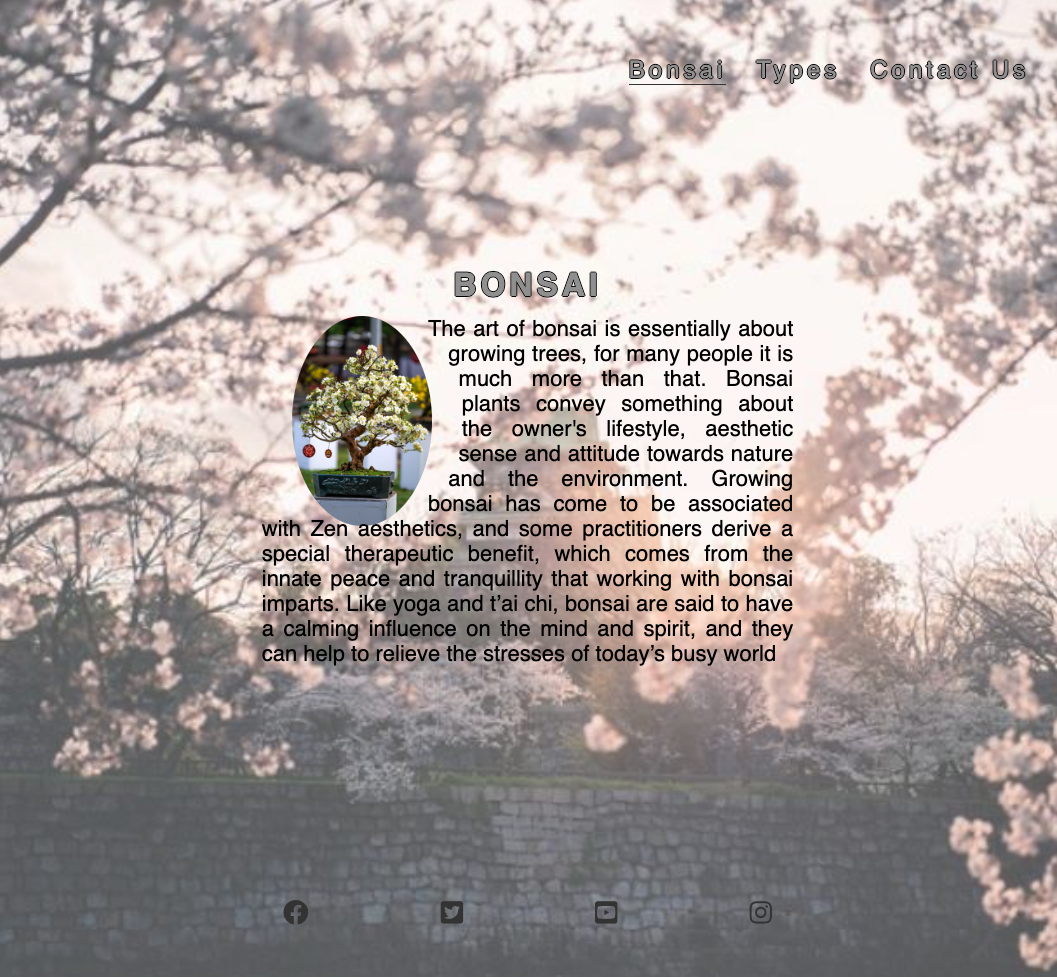 Bonsai Types Contact Us
BONSAI
The art of bonsai is essentially about
growing trees, for many people it is
much more than that. Bonsai
plants convey something about
the owner's lifestyle, aesthetic
sense and attitude towards nature
and the environment. Growing
bonsai has come to be associated
with Zen aesthetics, and some practitioners derive a
special therapeutic benefit, which comes from the
innate peace and tranquillity that working with bonsai
imparts. Like yoga and t’ai chi, bonsai are said to have
a calming influence on the mind and spirit, and they
can help to relieve the stresses of today’s busy world